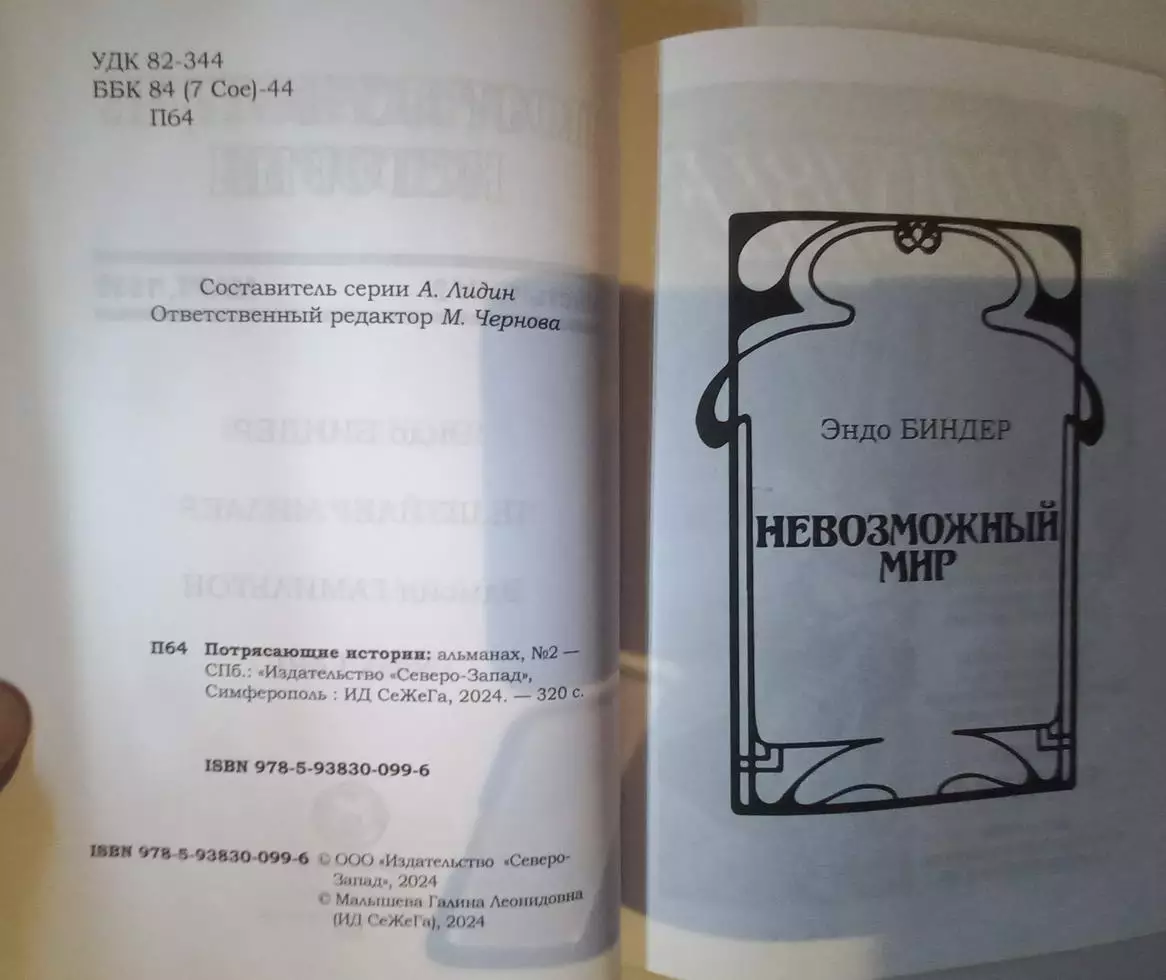 УДК 82-344
ББК 84 (7 Сое)-44
П64
Составитель серии А. Лидин
Ответственный редактор М. Чернова
П64 Потрясающие истории: альманах, №2 —
СПб.: «Издательство «Северо-Запад»,
Симферополь : ИД СеЖеГа, 2024. — 320 с.
ISBN 978-5-93830-099-6
ISBN 978-5-93830-099-6 © ООО «Издательство «Северо-
Запад», 2024
© Малышева Галина Леонидовна
(ИД СеЖеГа), 2024
Эндо БИНДЕР
НЕВОЗМОЖНЫЙ
МИР